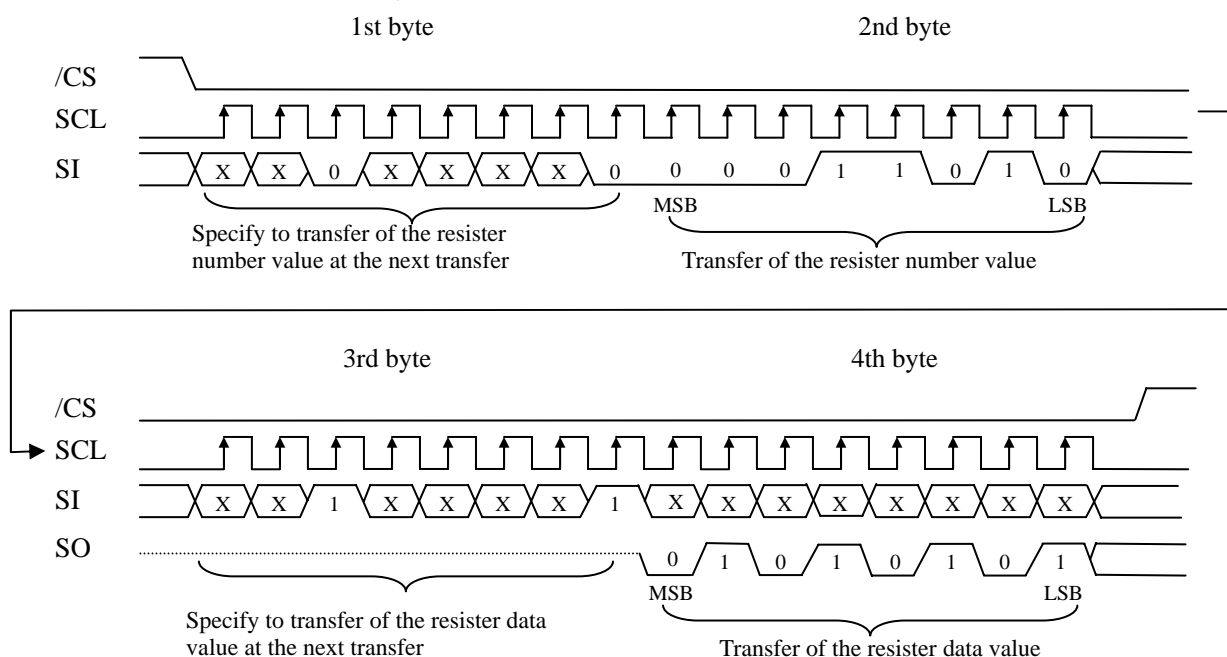 1st byte 2nd byte
/CS
SCL
SI X X 0 X X X X 0 0 0 0 1 1 0 1 0
MSB LSB
Specify to transfer of the resister
number value at the next transfer
Transfer of the resister number value
3rd byte 4th byte
/CS
SCL
SI X X 1 X X X X 1 X X X X X X X X
SO 0 1 0 1 0 1 0 1
MSB LSB
Specify to transfer of the resister data
value at the next transfer
Transfer of the resister data value